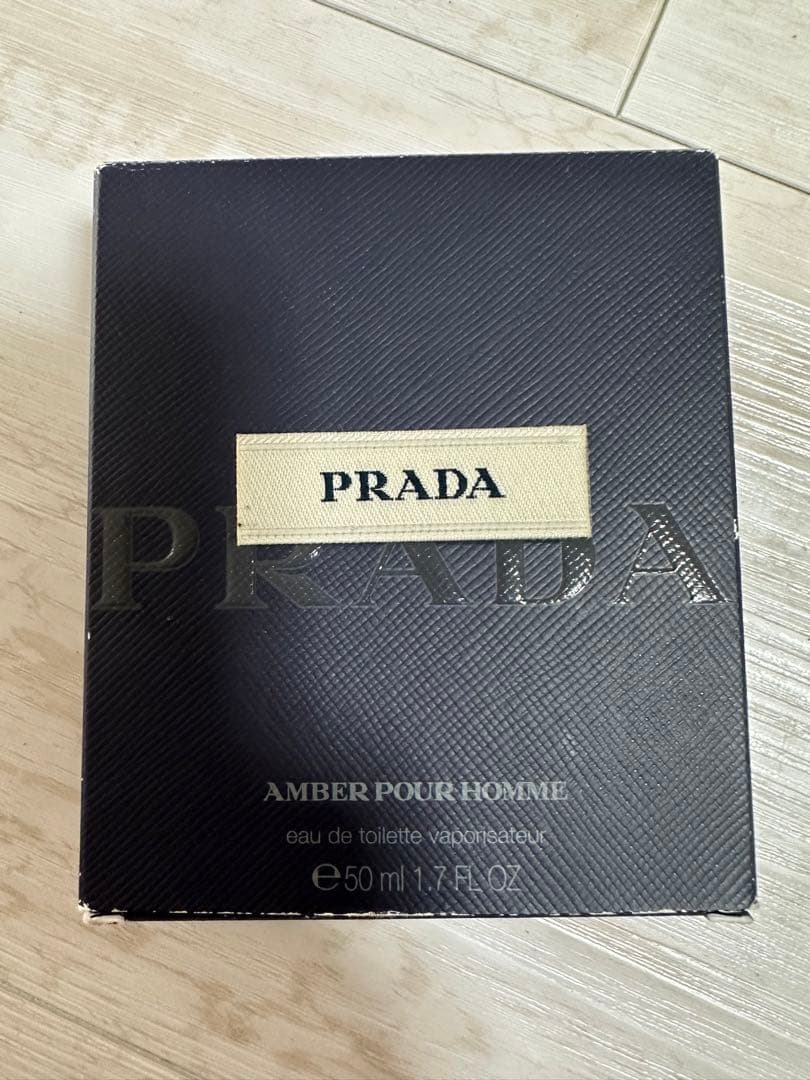 PRADA
PRADA
AMBER POUR HOMME
eau de toilette vaporisateur
℮50 ml 1.7 FL OZ